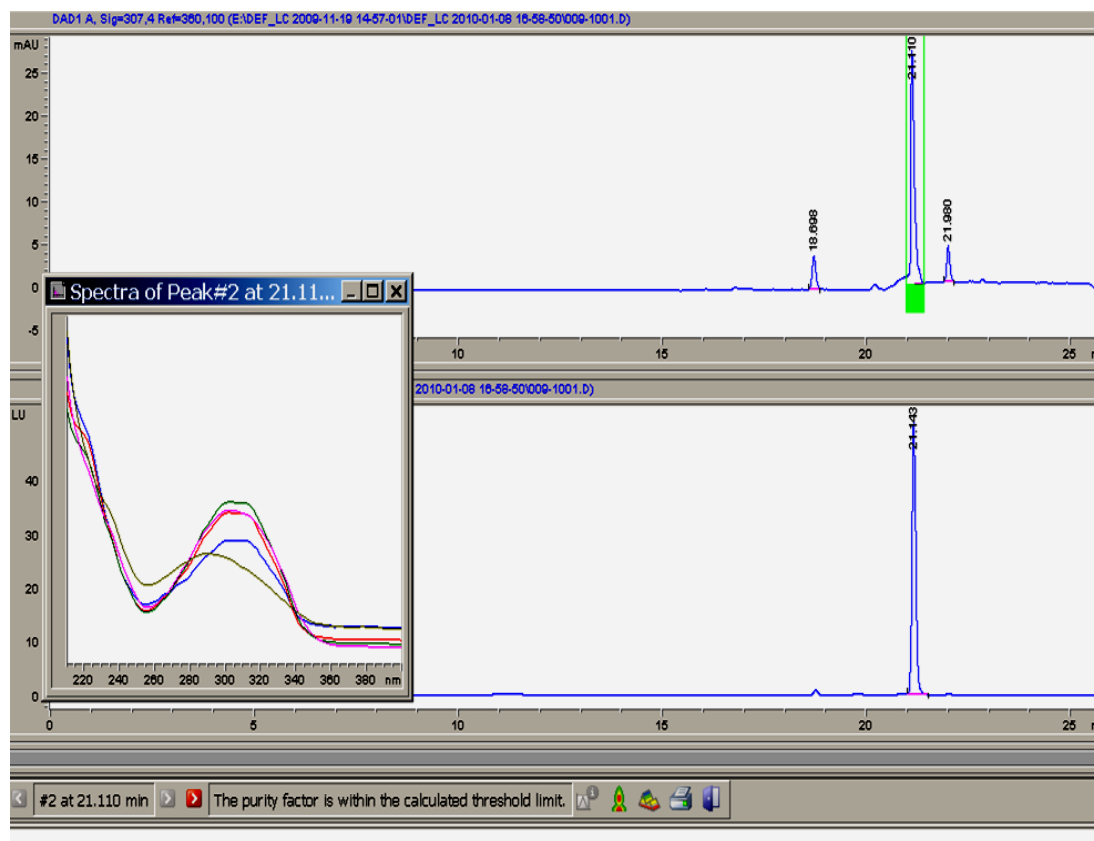 DAD1 A, Sig=307,4 Ref=360,100 (E:\DEF_LC 2009-11-19 14-57-01\DEF_LC 2010-01-08 16-58-50\009-1001.D)
mAU
25
20
15
10
5
0
-5
18.698
21.110
21.980
10 15 20 25
Spectra of Peak#2 at 21.11...
220 240 260 280 300 320 340 360 380 nm
2010-01-08 16-58-50\009-1001.D)
LU
40
30
20
10
0
21.143
0 5 10 15 20 25
#2 at 21.110 min
The purity factor is within the calculated threshold limit.